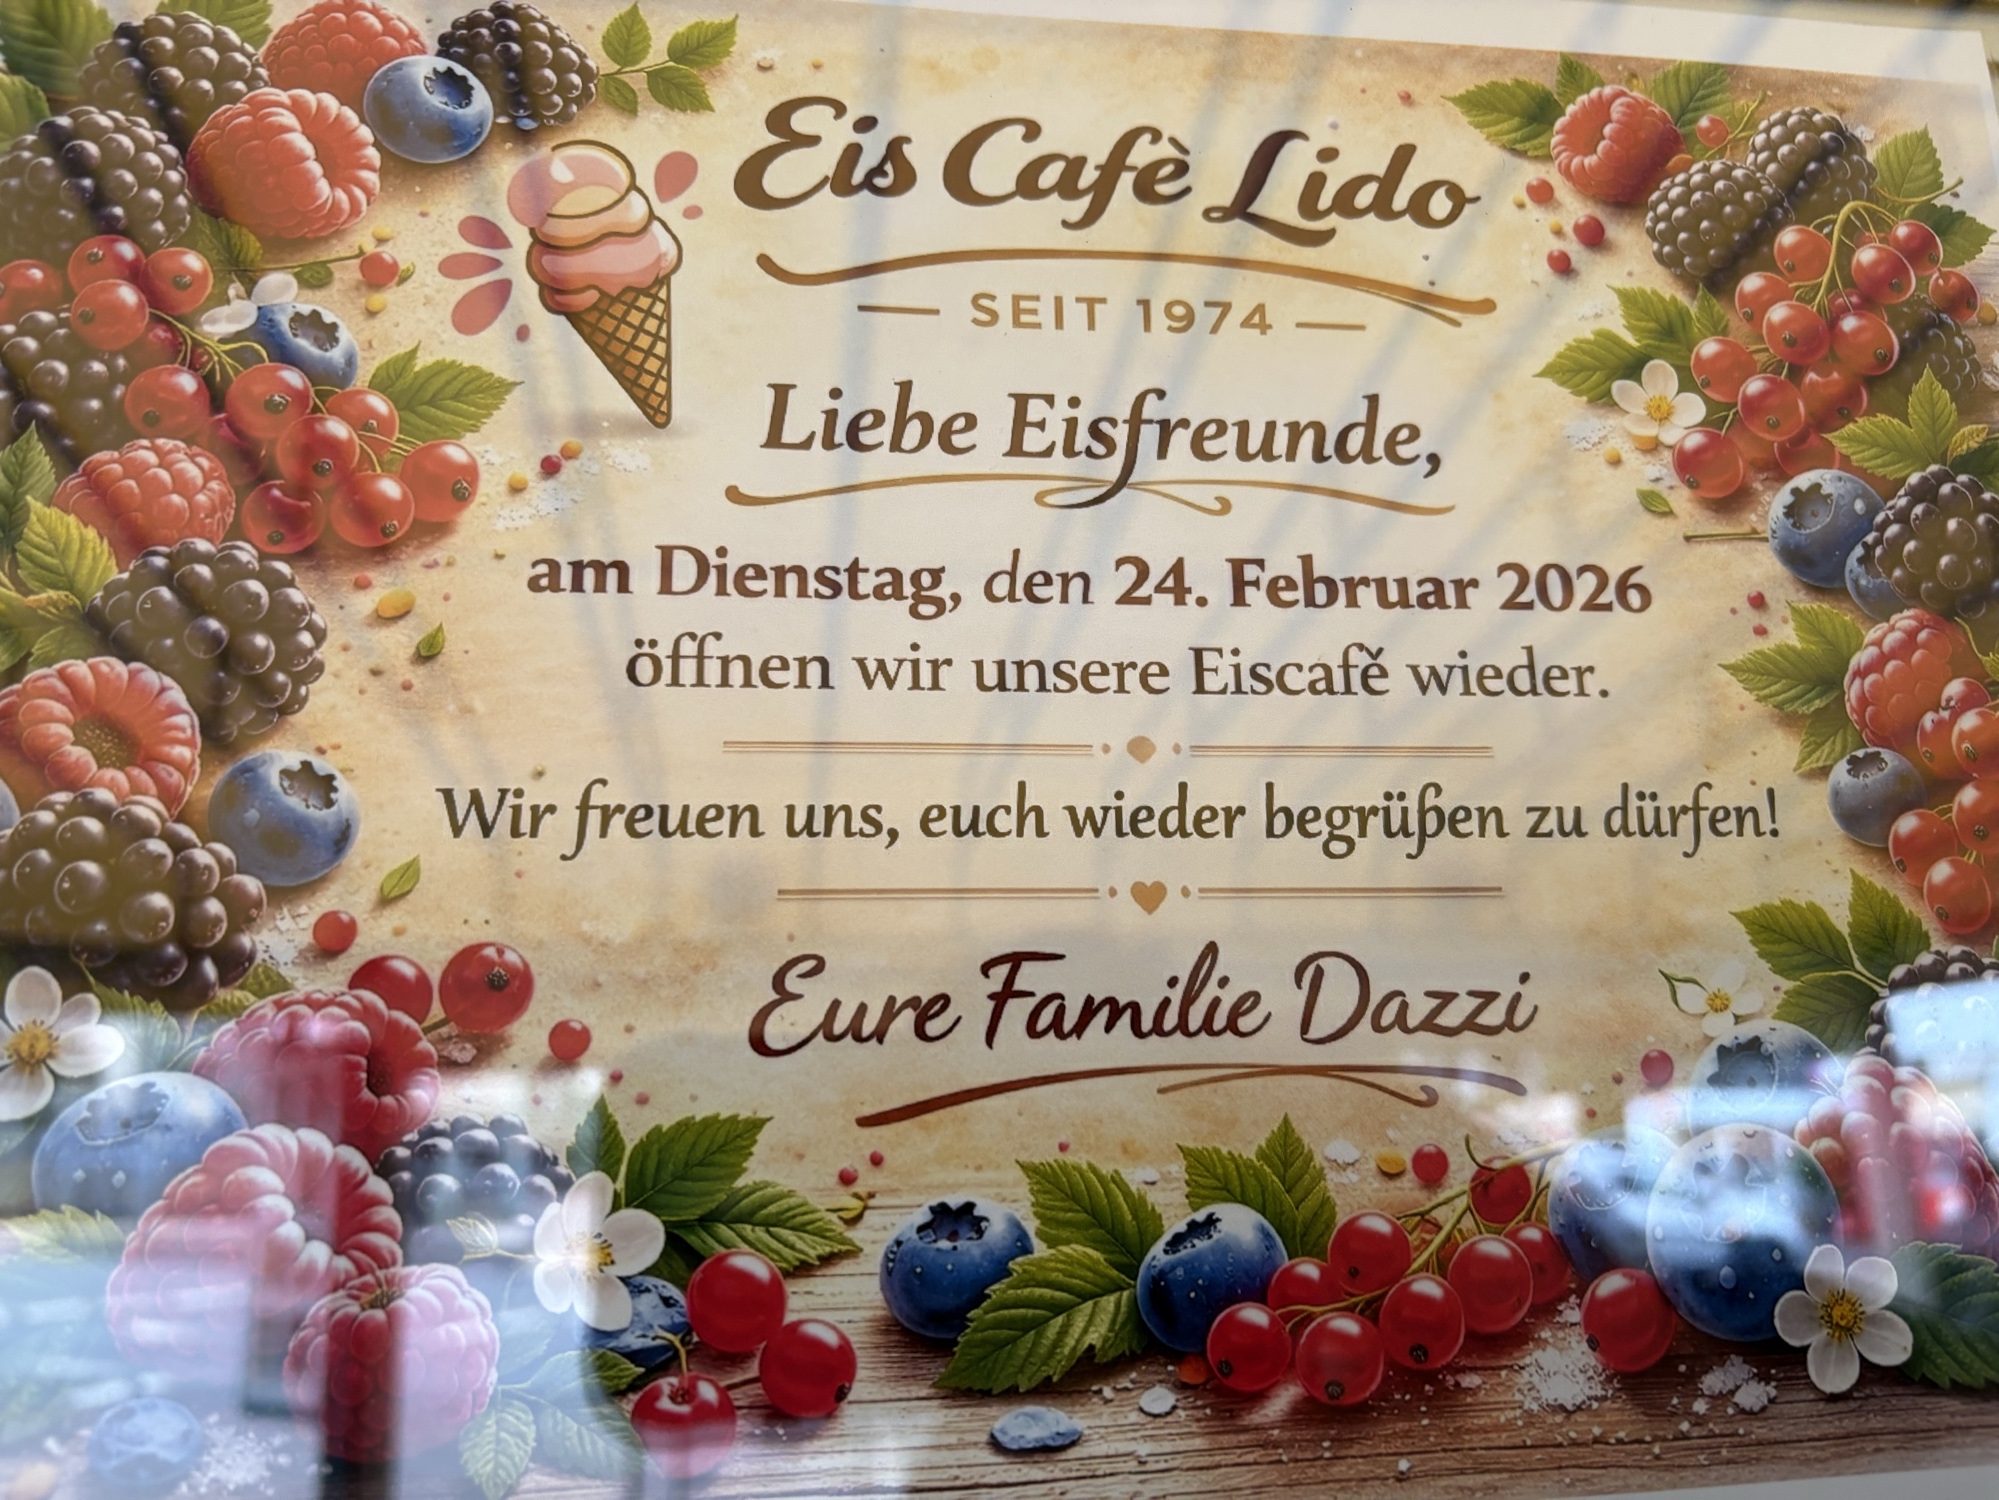 Eis Cafè Lido
SEIT 1974
Liebe Eisfreunde,
am Dienstag, den 24. Februar 2026
öffnen wir unsere Eiscafě wieder.
Wir freuen uns, euch wieder begrüßen zu dürfen!
Eure Familie Dazzi